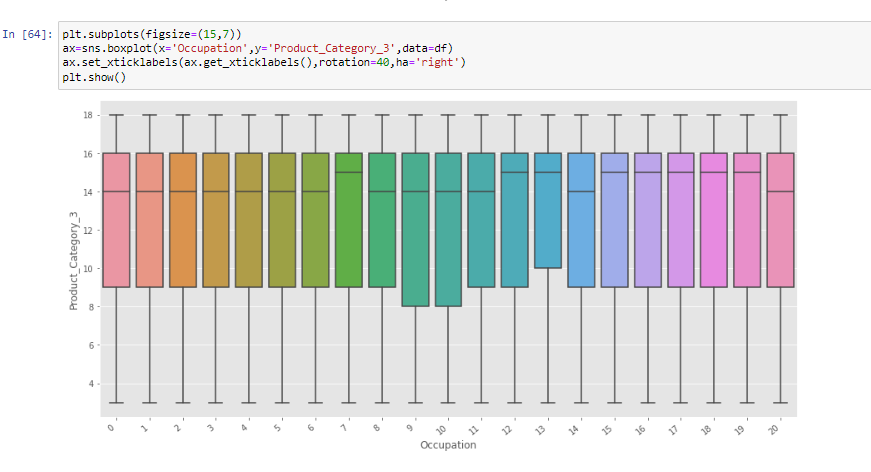 In [64]: plt.subplots(figsize=(15,7))
ax=sns.boxplot(x='Occupation',y='Product_Category_3',data=df)
ax.set_xticklabels(ax.get_xticklabels(),rotation=40,ha='right')
plt.show()
18
16
14
12
10
8
6
4
Product_Category_3
0 1 2 3 4 5 6 7 8 9 10 11 12 13 14 15 16 17 18 19 20
Occupation